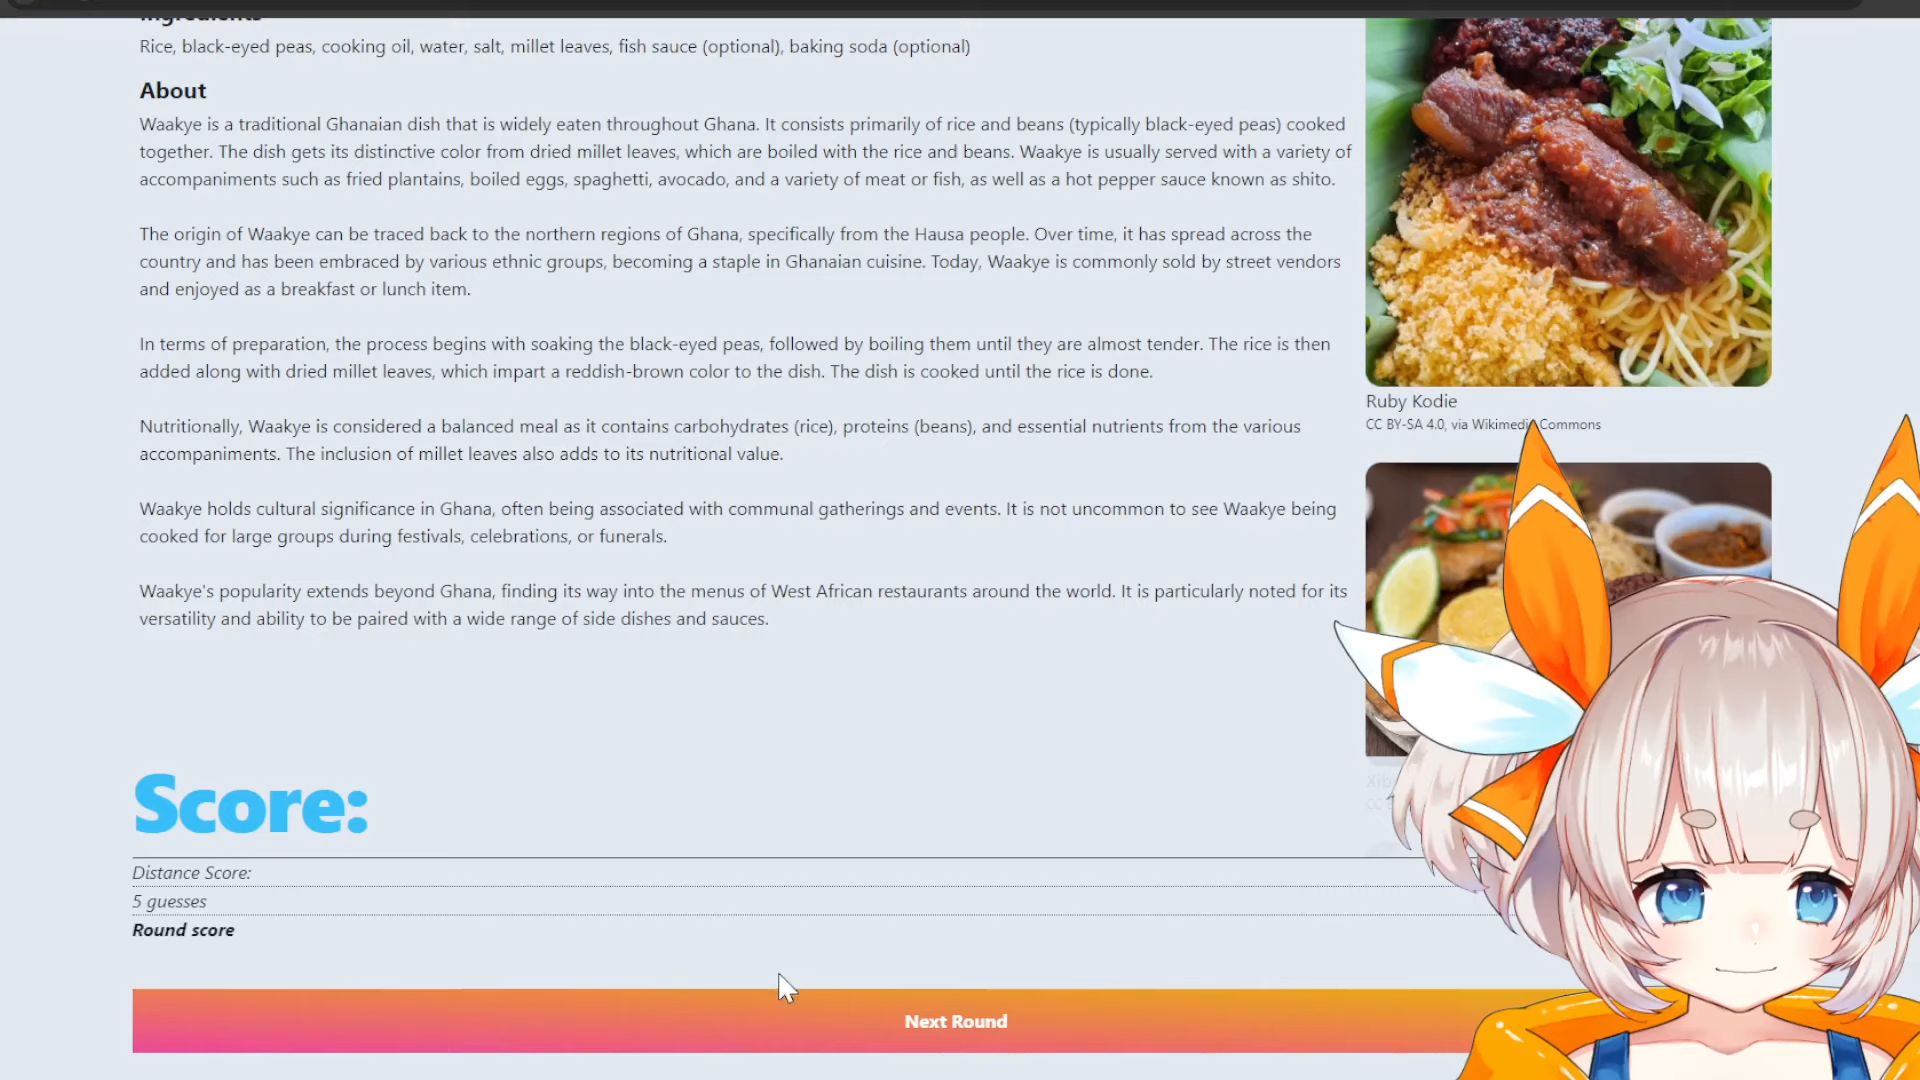 Ingredients
Rice, black-eyed peas, cooking oil, water, salt, millet leaves, fish sauce (optional), baking soda (optional)
About
Waakye is a traditional Ghanaian dish that is widely eaten throughout Ghana. It consists primarily of rice and beans (typically black-eyed peas) cooked
together. The dish gets its distinctive color from dried millet leaves, which are boiled with the rice and beans. Waakye is usually served with a variety of
accompaniments such as fried plantains, boiled eggs, spaghetti, avocado, and a variety of meat or fish, as well as a hot pepper sauce known as shito.
The origin of Waakye can be traced back to the northern regions of Ghana, specifically from the Hausa people. Over time, it has spread across the
country and has been embraced by various ethnic groups, becoming a staple in Ghanaian cuisine. Today, Waakye is commonly sold by street vendors
and enjoyed as a breakfast or lunch item.
In terms of preparation, the process begins with soaking the black-eyed peas, followed by boiling them until they are almost tender. The rice is then
added along with dried millet leaves, which impart a reddish-brown color to the dish. The dish is cooked until the rice is done.
Nutritionally, Waakye is considered a balanced meal as it contains carbohydrates (rice), proteins (beans), and essential nutrients from the various
accompaniments. The inclusion of millet leaves also adds to its nutritional value.
Waakye holds cultural significance in Ghana, often being associated with communal gatherings and events. It is not uncommon to see Waakye being
cooked for large groups during festivals, celebrations, or funerals.
Waakye's popularity extends beyond Ghana, finding its way into the menus of West African restaurants around the world. It is particularly noted for its
versatility and ability to be paired with a wide range of side dishes and sauces.
Ruby Kodie
CC BY-SA 4.0, via Wikimedia Commons
Score:
Distance Score:
5 guesses
Round score
Next Round